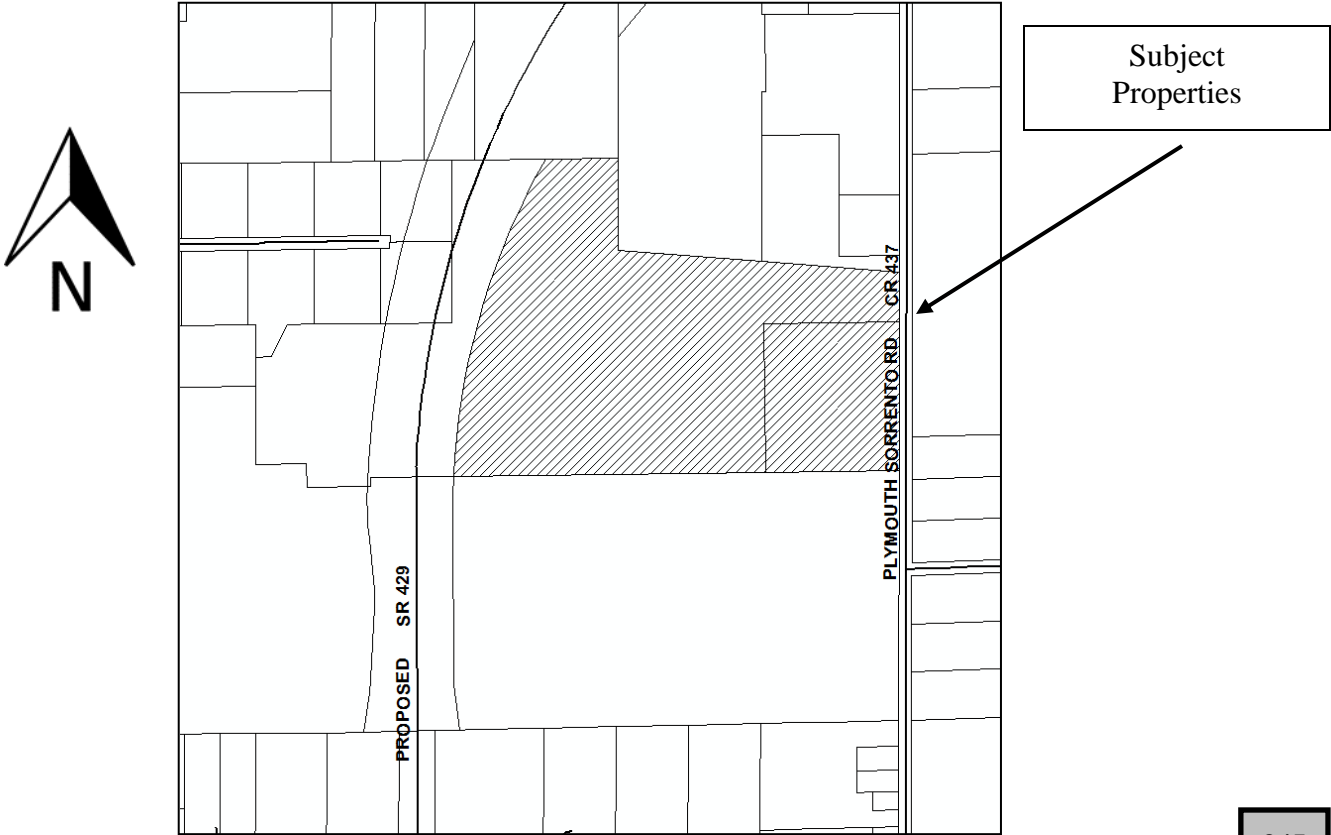 Subject
Properties
N
CR 437
PLYMOUTH SORRENTO RD
PROPOSED SR 429